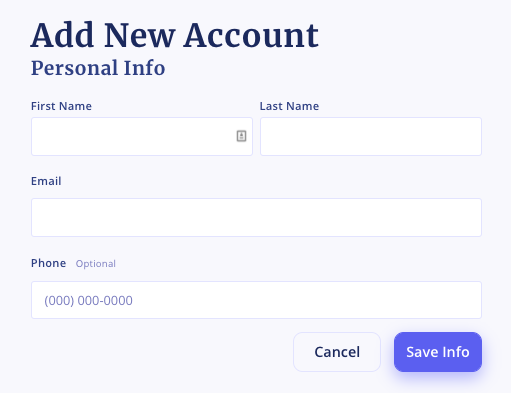 Add New Account
Personal Info
First Name Last Name
Email
Phone Optional
(000) 000-0000
Cancel Save Info